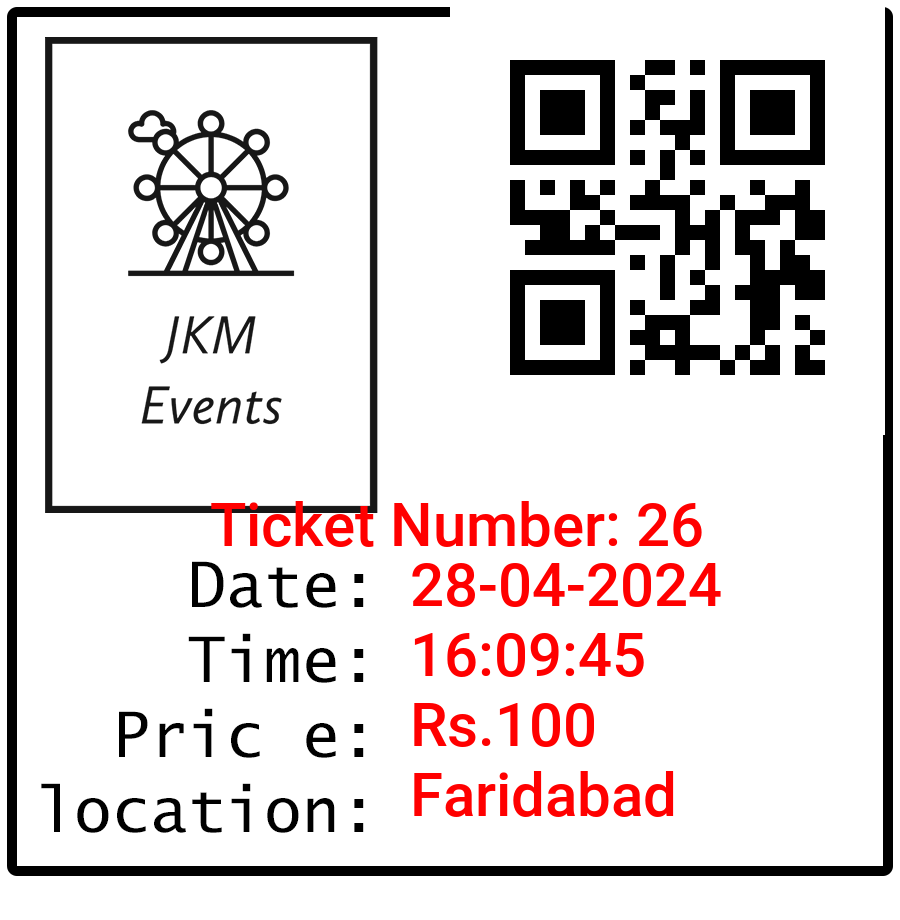 JKM
Events
Ticket Number: 26
Date: 28-04-2024
Time: 16:09:45
Pric e: Rs.100
location: Faridabad